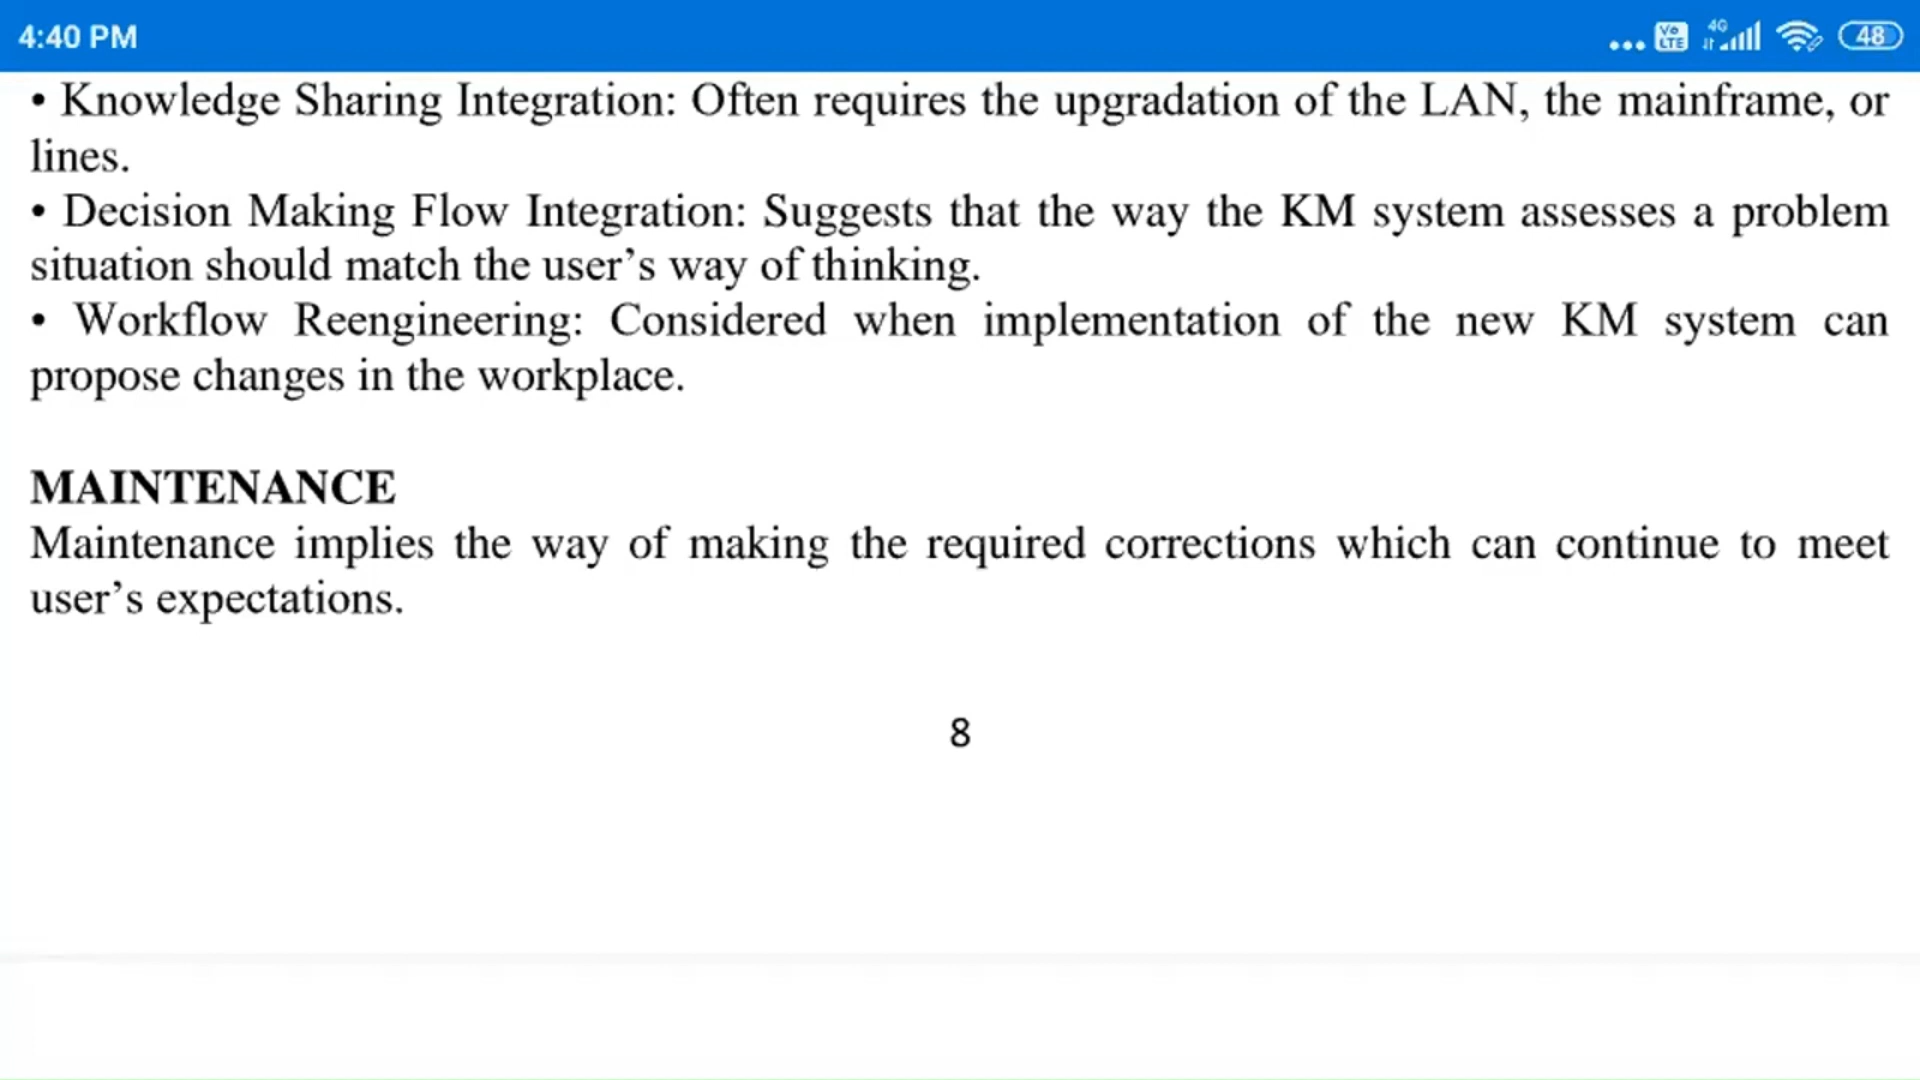 4:40 PM
Vo LTE 4G 48
• Knowledge Sharing Integration: Often requires the upgradation of the LAN, the mainframe, or
lines.
• Decision Making Flow Integration: Suggests that the way the KM system assesses a problem
situation should match the user’s way of thinking.
• Workflow Reengineering: Considered when implementation of the new KM system can
propose changes in the workplace.
MAINTENANCE
Maintenance implies the way of making the required corrections which can continue to meet
user’s expectations.
8